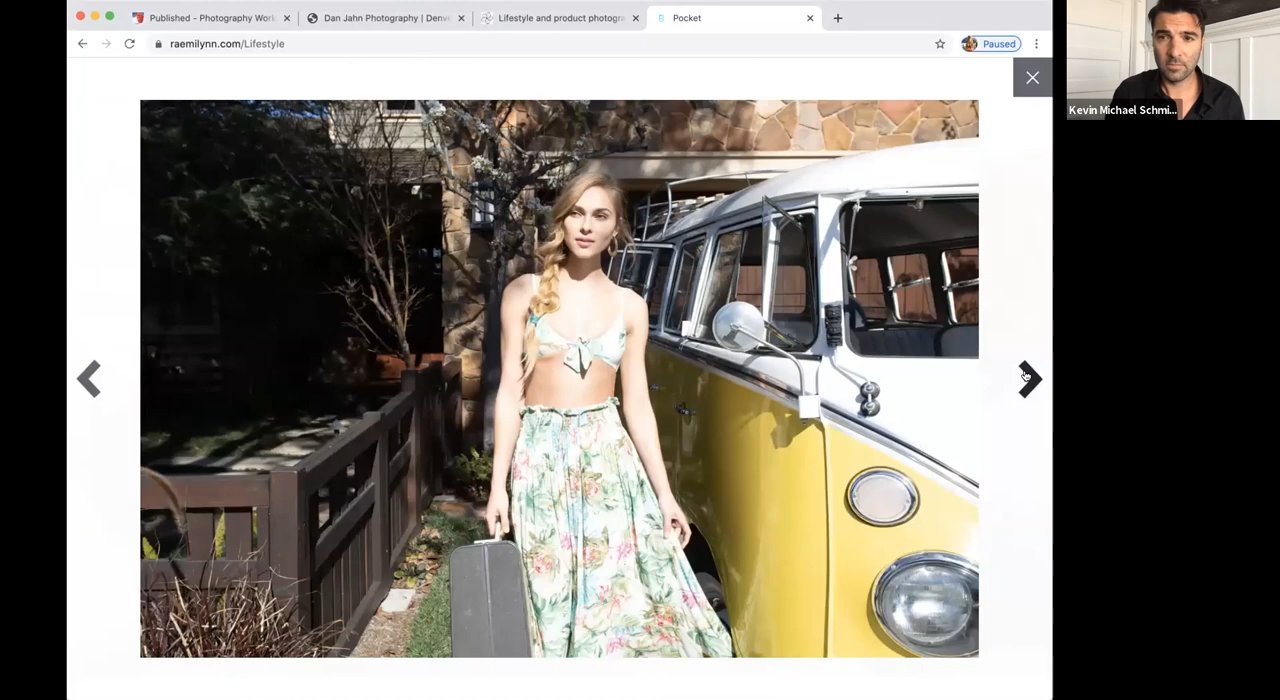 Published - Photography Work
Dan Jahn Photography | Denv
Lifestyle and product photogra
Pocket
raemilynn.com/Lifestyle
Paused
Kevin Michael Schmi...